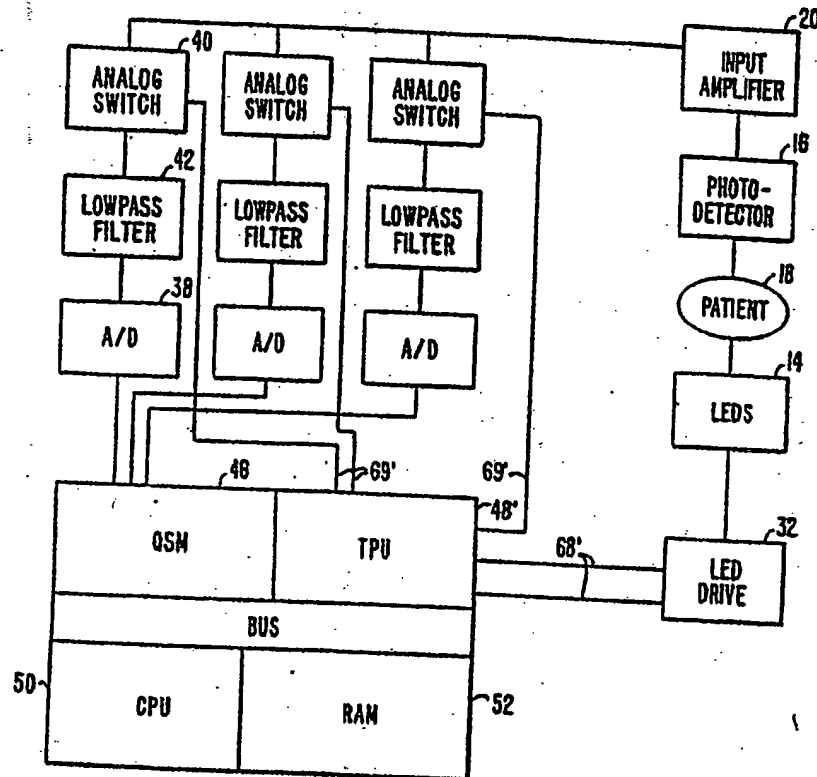 20
40
ANALOG
SWITCH
ANALOG
SWITCH
ANALOG
SWITCH
INPUT
AMPLIFIER
16
PHOTO-
DETECTOR
42
LOWPASS
FILTER
LOWPASS
FILTER
LOWPASS
FILTER
18
PATIENT
38
A/D
A/D
A/D
14
LEDS
46
69'
69'
48'
QSM
TPU
68'
32
LED
DRIVE
BUS
50
CPU
RAM
52